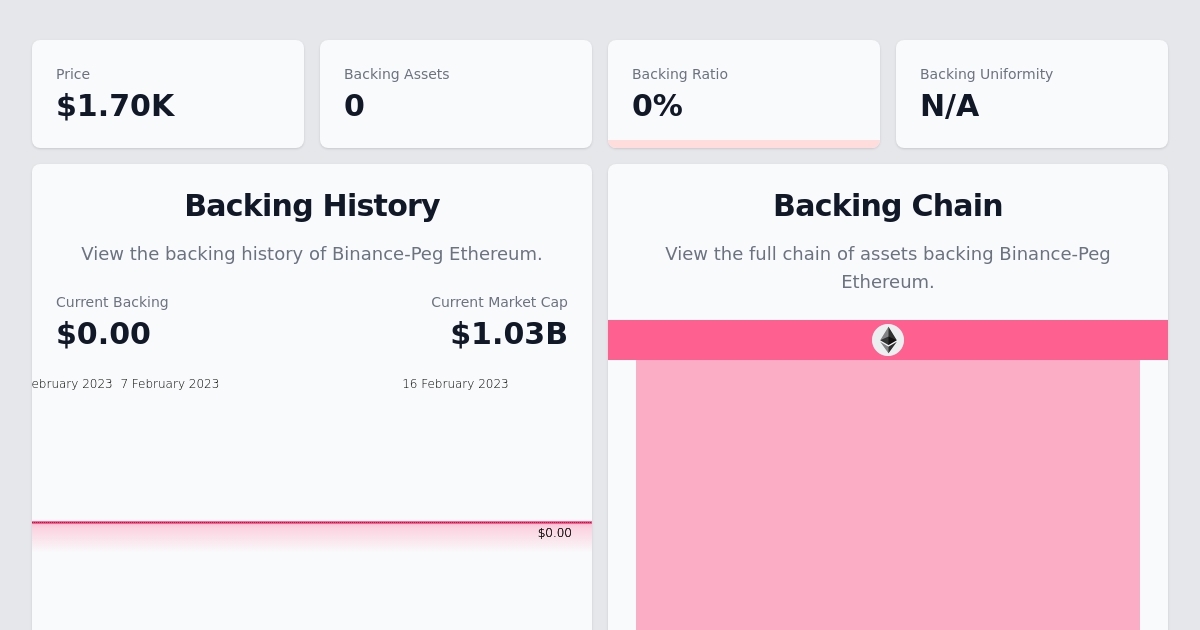 Price
$1.70K
Backing Assets
0
Backing Ratio
0%
Backing Uniformity
N/A
Backing History
View the backing history of Binance-Peg Ethereum.
Current Backing
$0.00
Current Market Cap
$1.03B
ebruary 2023
7 February 2023
16 February 2023
$0.00
Backing Chain
View the full chain of assets backing Binance-Peg
Ethereum.